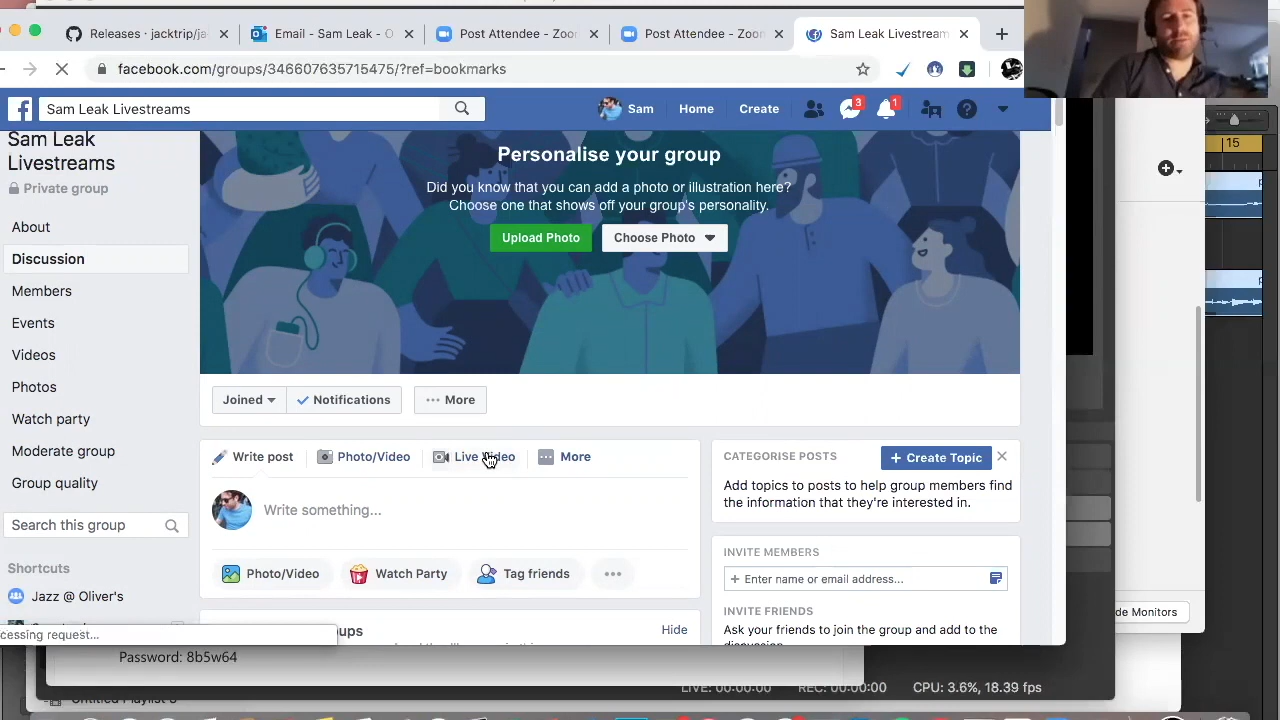 Releases · jacktrip/ja
Email - Sam Leak - O
Post Attendee - Zoo
Post Attendee - Zoo
Sam Leak Livestream
facebook.com/groups/346607635715475/?ref=bookmarks
Sam Leak Livestreams
Sam
Home
Create
3
1
15
Sam Leak
Livestreams
Private group
About
Discussion
Members
Events
Videos
Photos
Watch party
Moderate group
Group quality
Search this group
Shortcuts
Jazz @ Oliver's
cessing request...
Personalise your group
Did you know that you can add a photo or illustration here?
Choose one that shows off your group's personality.
Upload Photo
Choose Photo
Joined
Notifications
More
Write post
Photo/Video
Live Video
More
Write something...
Photo/Video
Watch Party
Tag friends
Hide
CATEGORISE POSTS
+ Create Topic
Add topics to posts to help group members find
the information that they're interested in.
INVITE MEMBERS
+ Enter name or email address...
INVITE FRIENDS
Ask your friends to join the group and add to the
discussion.
de Monitors
Password: 8b5w64
LIVE: 00:00:00
REC: 00:00:00
CPU: 3.6%, 18.39 fps